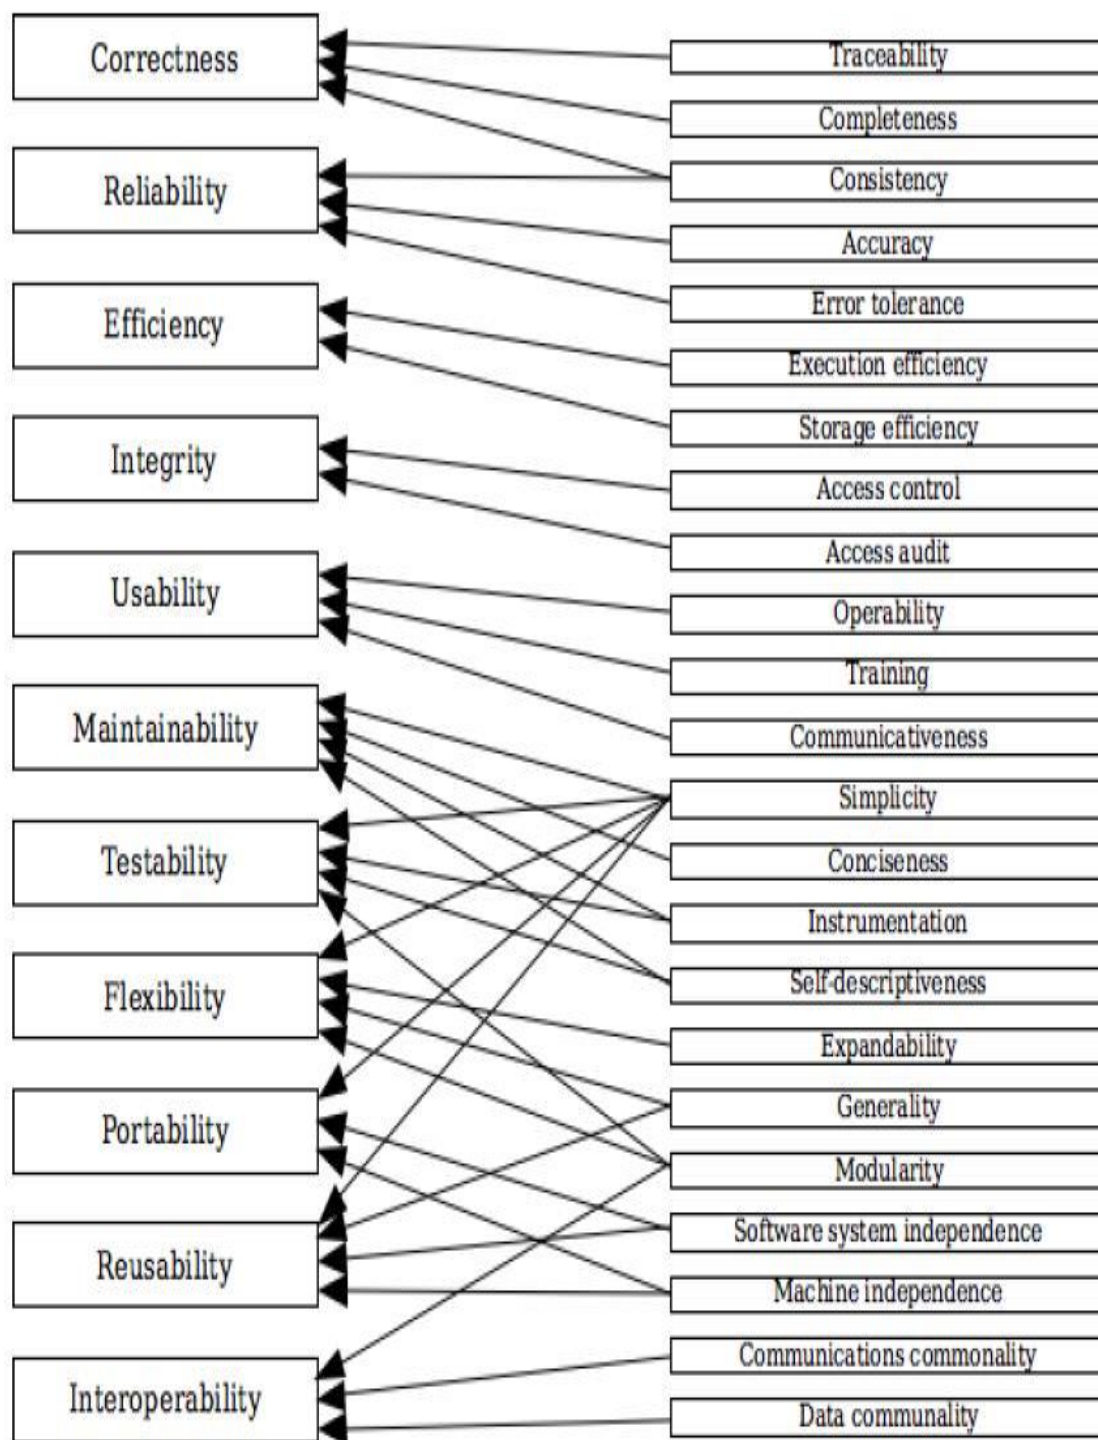 Correctness
Reliability
Efficiency
Integrity
Usability
Maintainability
Testability
Flexibility
Portability
Reusability
Interoperability
Traceability
Completeness
Consistency
Accuracy
Error tolerance
Execution efficiency
Storage efficiency
Access control
Access audit
Operability
Training
Communicativeness
Simplicity
Conciseness
Instrumentation
Self-descriptiveness
Expandability
Generality
Modularity
Software system independence
Machine independence
Communications commonality
Data communality